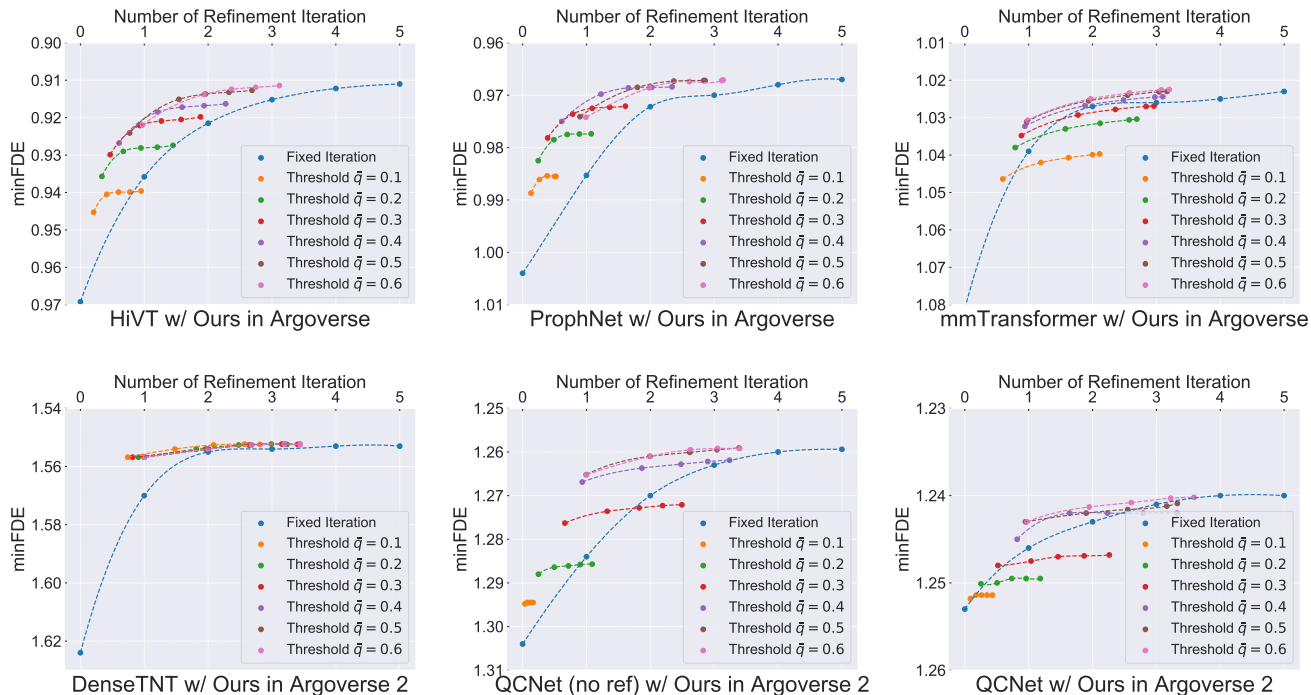 Number of Refinement Iteration
0 1 2 3 4 5
minFDE
0.90
0.91
0.92
0.93
0.94
0.95
0.96
0.97
Fixed Iteration
Threshold q̄ = 0.1
Threshold q̄ = 0.2
Threshold q̄ = 0.3
Threshold q̄ = 0.4
Threshold q̄ = 0.5
Threshold q̄ = 0.6
HiVT w/ Ours in Argoverse
Number of Refinement Iteration
0 1 2 3 4 5
minFDE
0.96
0.97
0.98
0.99
1.00
1.01
Fixed Iteration
Threshold q̄ = 0.1
Threshold q̄ = 0.2
Threshold q̄ = 0.3
Threshold q̄ = 0.4
Threshold q̄ = 0.5
Threshold q̄ = 0.6
ProphNet w/ Ours in Argoverse
Number of Refinement Iteration
0 1 2 3 4 5
minFDE
1.01
1.02
1.03
1.04
1.05
1.06
1.07
1.08
Fixed Iteration
Threshold q̄ = 0.1
Threshold q̄ = 0.2
Threshold q̄ = 0.3
Threshold q̄ = 0.4
Threshold q̄ = 0.5
Threshold q̄ = 0.6
mmTransformer w/ Ours in Argoverse
Number of Refinement Iteration
0 1 2 3 4 5
minFDE
1.54
1.56
1.58
1.60
1.62
Fixed Iteration
Threshold q̄ = 0.1
Threshold q̄ = 0.2
Threshold q̄ = 0.3
Threshold q̄ = 0.4
Threshold q̄ = 0.5
Threshold q̄ = 0.6
DenseTNT w/ Ours in Argoverse 2
Number of Refinement Iteration
0 1 2 3 4 5
minFDE
1.25
1.26
1.27
1.28
1.29
1.30
1.31
Fixed Iteration
Threshold q̄ = 0.1
Threshold q̄ = 0.2
Threshold q̄ = 0.3
Threshold q̄ = 0.4
Threshold q̄ = 0.5
Threshold q̄ = 0.6
QCNet (no ref) w/ Ours in Argoverse 2
Number of Refinement Iteration
0 1 2 3 4 5
minFDE
1.23
1.24
1.25
1.26
Fixed Iteration
Threshold q̄ = 0.1
Threshold q̄ = 0.2
Threshold q̄ = 0.3
Threshold q̄ = 0.4
Threshold q̄ = 0.5
Threshold q̄ = 0.6
QCNet w/ Ours in Argoverse 2